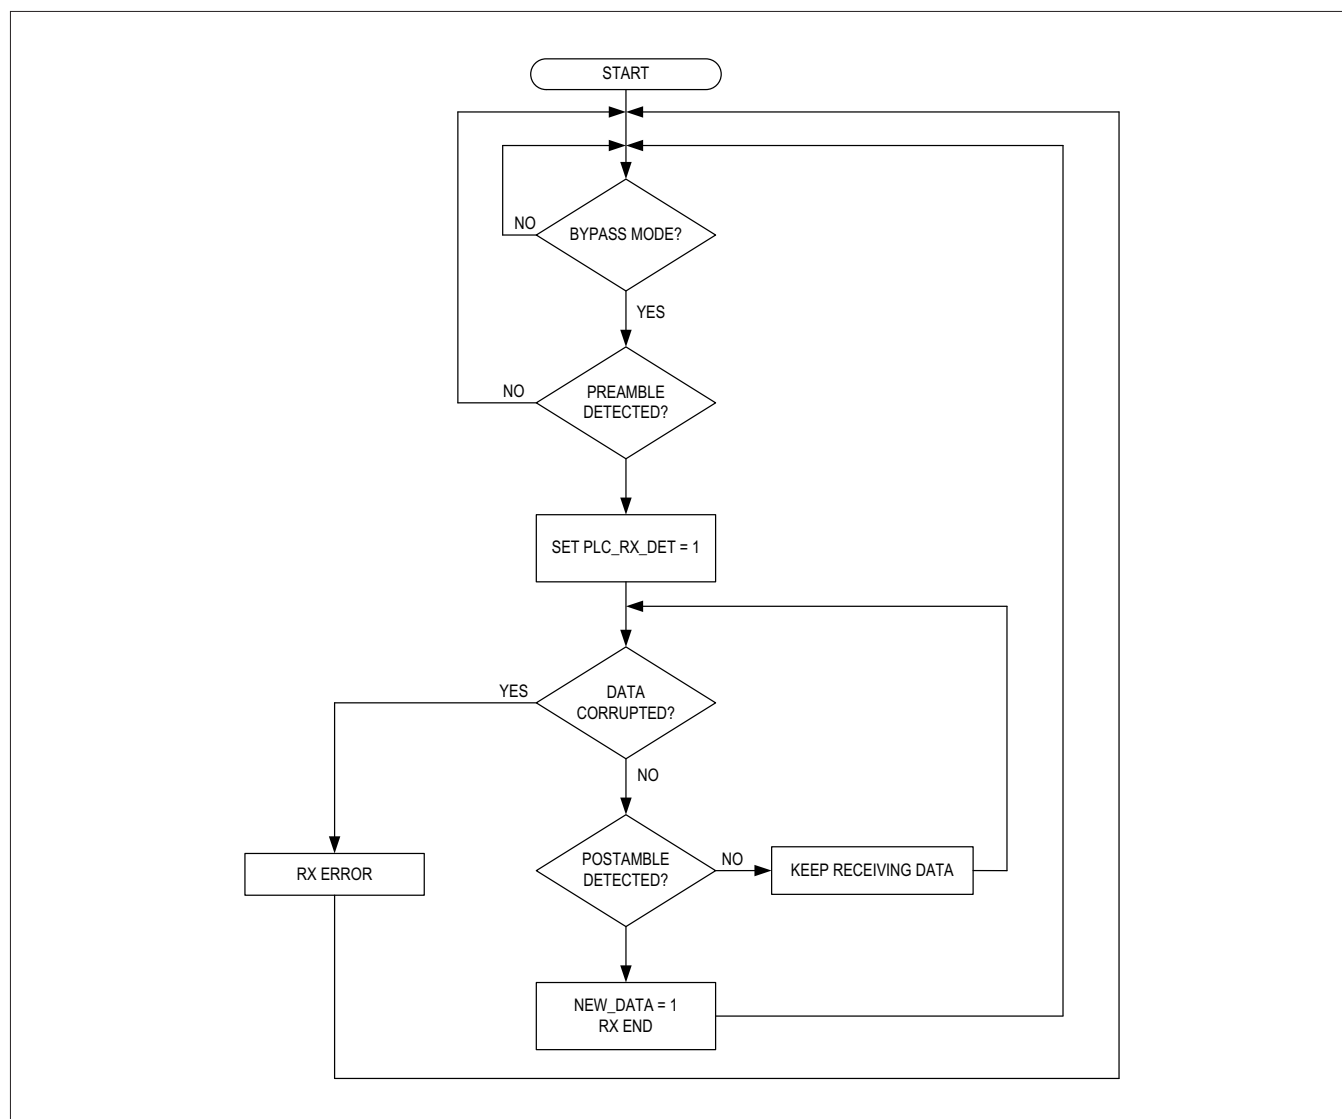 START
NO
BYPASS MODE?
YES
NO
PREAMBLE
DETECTED?
SET PLC_RX_DET = 1
YES
DATA
CORRUPTED?
NO
RX ERROR
POSTAMBLE
DETECTED?
NO
KEEP RECEIVING DATA
NEW_DATA = 1
RX END